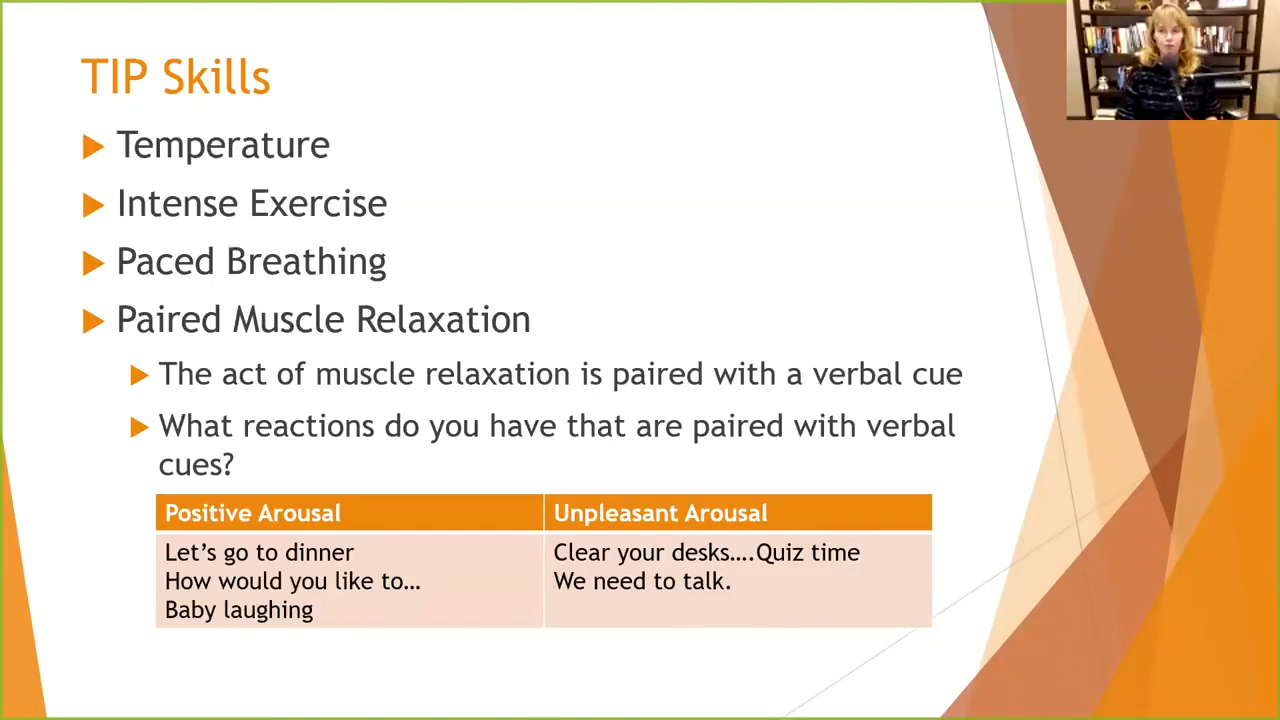 TIP Skills
Temperature
Intense Exercise
Paced Breathing
Paired Muscle Relaxation
The act of muscle relaxation is paired with a verbal cue
What reactions do you have that are paired with verbal
cues?
Positive Arousal
Unpleasant Arousal
Let’s go to dinner
How would you like to…
Baby laughing
Clear your desks….Quiz time
We need to talk.